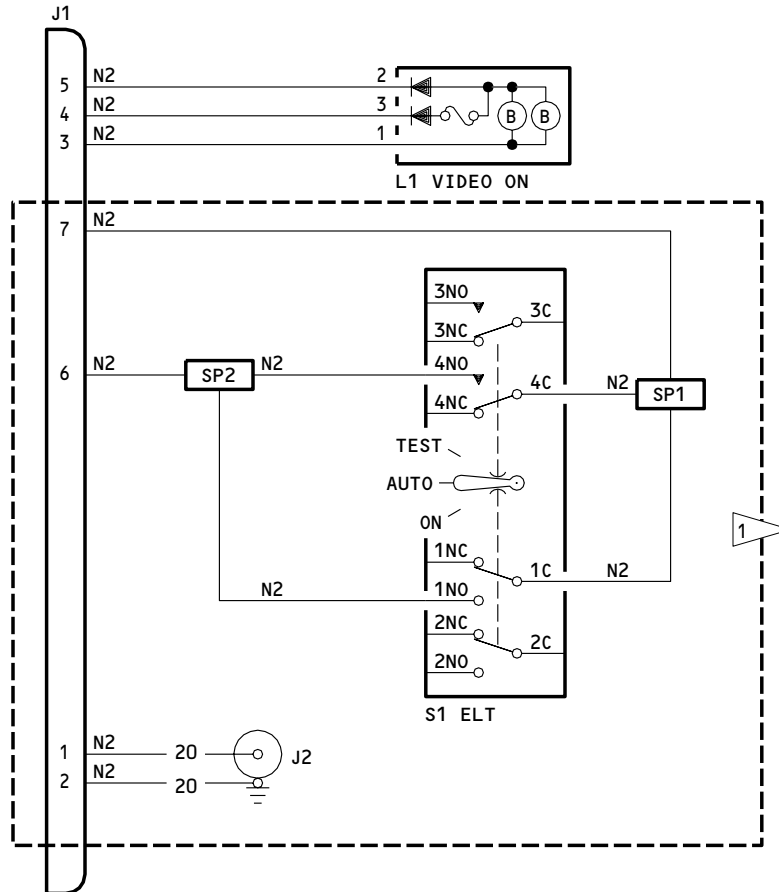 J1
5 N2 2
4 N2 3 B B
3 N2 1
L1 VIDEO ON
7 N2
3NO
3C
3NC
6 N2 SP2 N2 4NO
4C N2 SP1
4NC
TEST
AUTO
ON
1
1NC
1C N2
N2 1NO
2NC
2C
2NO
S1 ELT
1 N2 20 J2
2 N2 20